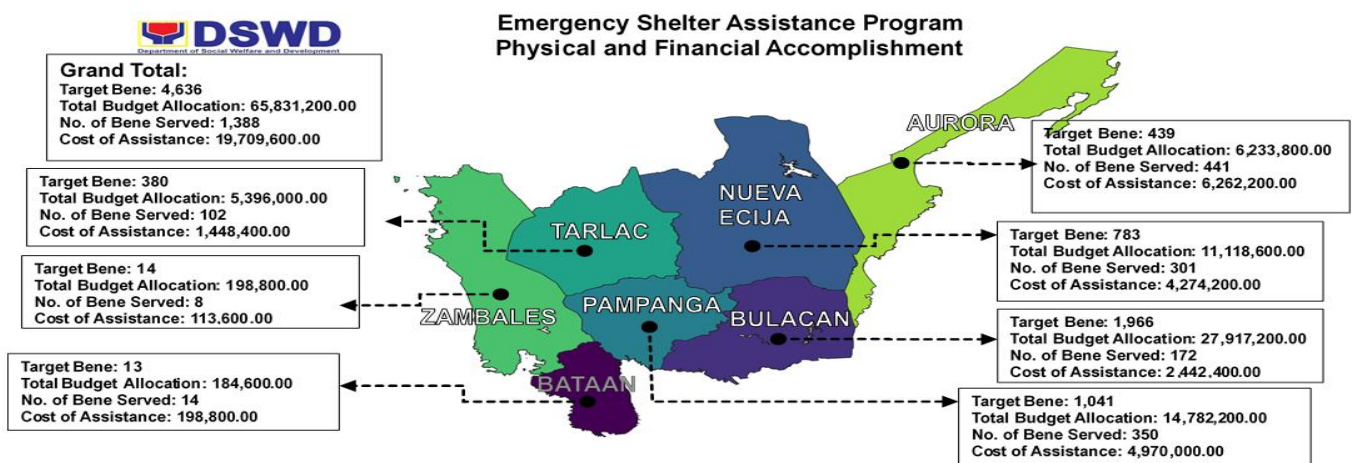 DSWD
Department of Social Welfare and Development
Emergency Shelter Assistance Program
Physical and Financial Accomplishment
Grand Total:
Target Bene: 4,636
Total Budget Allocation: 65,831,200.00
No. of Bene Served: 1,388
Cost of Assistance: 19,709,600.00
Target Bene: 380
Total Budget Allocation: 5,396,000.00
No. of Bene Served: 102
Cost of Assistance: 1,448,400.00
Target Bene: 14
Total Budget Allocation: 198,800.00
No. of Bene Served: 8
Cost of Assistance: 113,600.00
Target Bene: 13
Total Budget Allocation: 184,600.00
No. of Bene Served: 14
Cost of Assistance: 198,800.00
AURORA
NUEVA
ECIJA
TARLAC
PAMPANGA
BULACAN
ZAMBALES
BATAAN
Target Bene: 439
Total Budget Allocation: 6,233,800.00
No. of Bene Served: 441
Cost of Assistance: 6,262,200.00
Target Bene: 783
Total Budget Allocation: 11,118,600.00
No. of Bene Served: 301
Cost of Assistance: 4,274,200.00
Target Bene: 1,966
Total Budget Allocation: 27,917,200.00
No. of Bene Served: 172
Cost of Assistance: 2,442,400.00
Target Bene: 1,041
Total Budget Allocation: 14,782,200.00
No. of Bene Served: 350
Cost of Assistance: 4,970,000.00